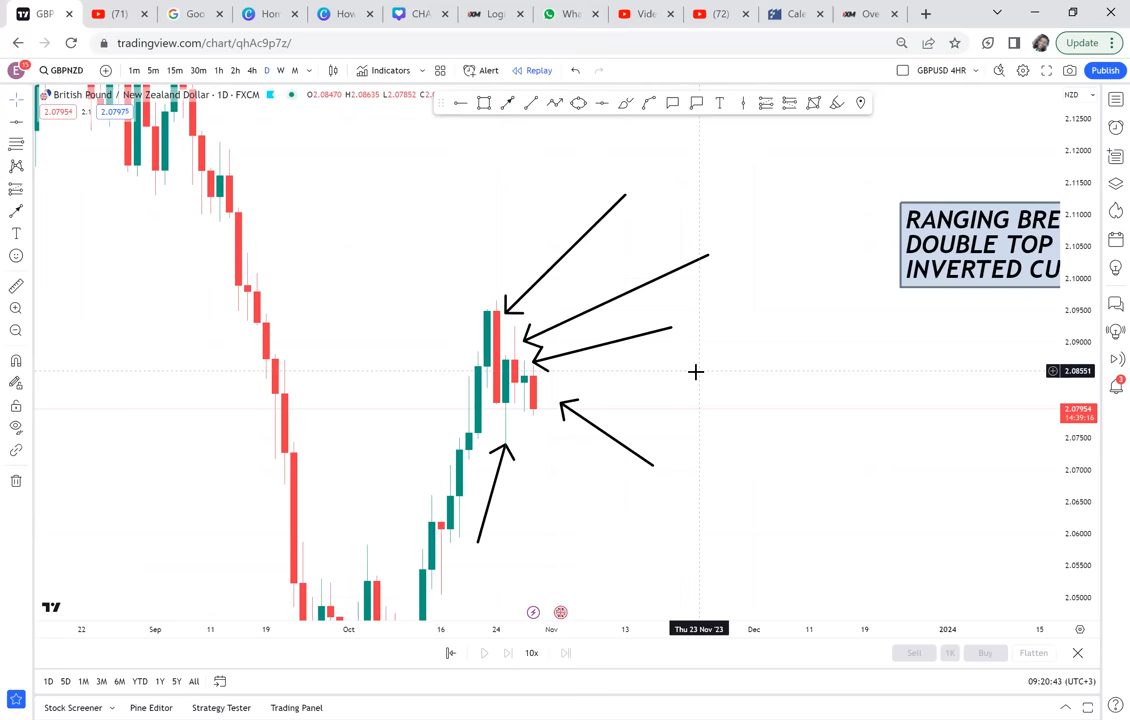 GBP
(71)
Goo
Hon
How
CHA
Logi
Wha
Vide
(72)
Cale
Ove
tradingview.com/chart/qhAc9p7z/
Update
E
15
GBPNZD
1m 5m 15m 30m 1h 2h 4h D W M
Indicators
Alert
Replay
GBPUSD 4HR
Publish
British Pound / New Zealand Dollar · 1D · FXCM
O2.08470 H2.08635 L2.07852 C2.
2.07954
2.1
2.07975
NZD
2.12500
2.12000
2.11500
2.11000
2.10500
2.10000
2.09500
2.09000
2.08551
2.07954
14:39:16
2.07500
2.07000
2.06500
2.06000
2.05500
2.05000
RANGING BRE
DOUBLE TOP
INVERTED CU
3
22 Sep 11 19 Oct 16 24 Nov 13 Thu 23 Nov '23 Dec 11 19 2024 15
10x
Sell
1K
Buy
Flatten
1D 5D 1M 3M 6M YTD 1Y 5Y All
09:20:43 (UTC+3)
Stock Screener
Pine Editor
Strategy Tester
Trading Panel